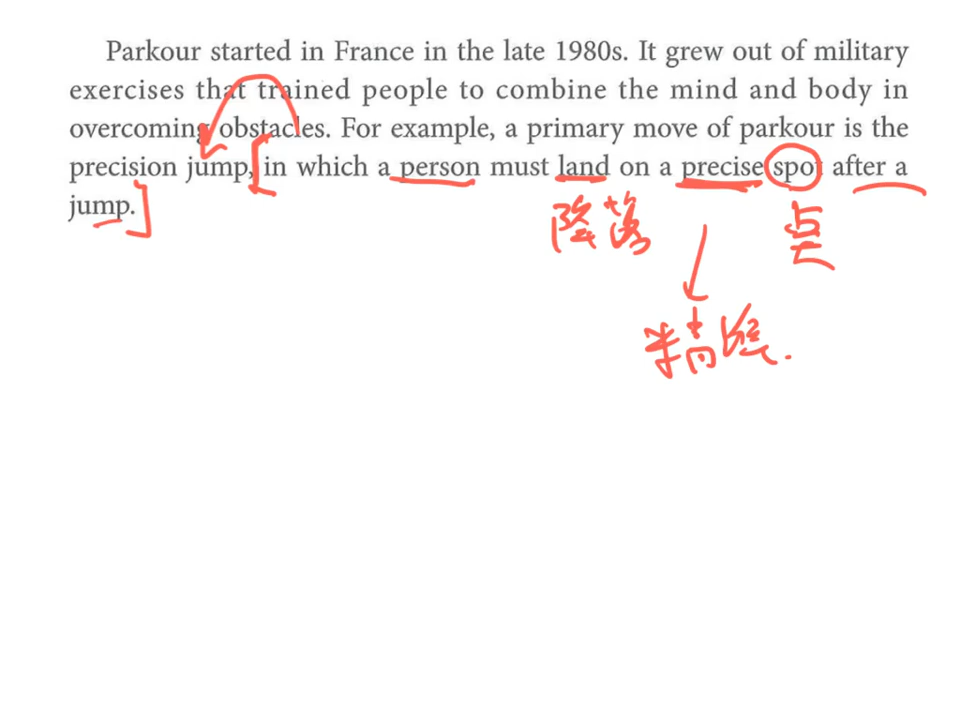 Parkour started in France in the late 1980s. It grew out of military
exercises that trained people to combine the mind and body in
overcoming obstacles. For example, a primary move of parkour is the
precision jump, [in which a person must land on a precise spot after a
jump.]
降落 点
精确.